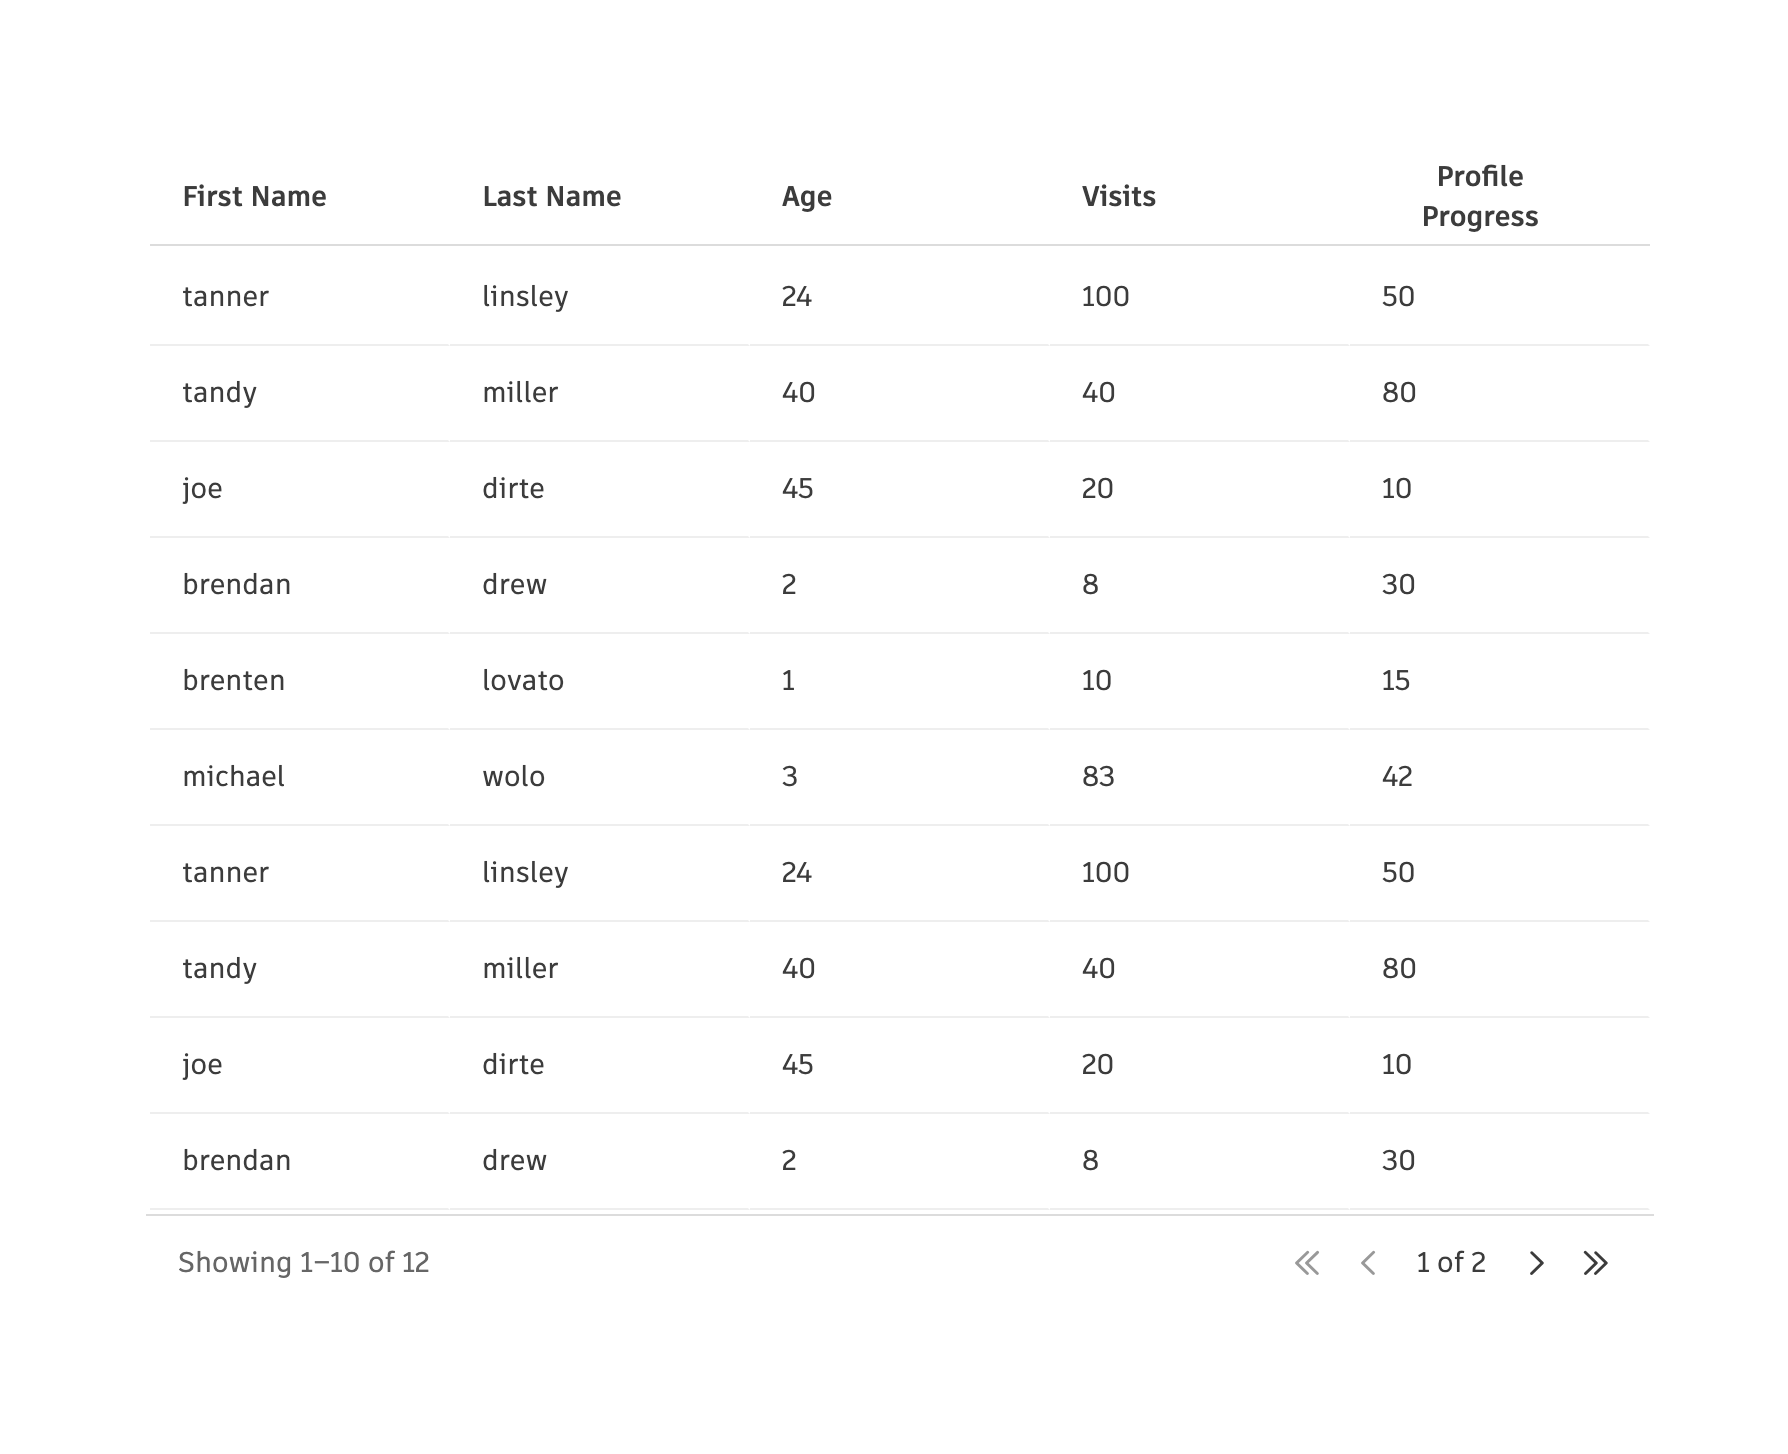 First Name Last Name Age Visits Profile Progress
tanner linsley 24 100 50
tandy miller 40 40 80
joe dirte 45 20 10
brendan drew 2 8 30
brenten lovato 1 10 15
michael wolo 3 83 42
tanner linsley 24 100 50
tandy miller 40 40 80
joe dirte 45 20 10
brendan drew 2 8 30
Showing 1–10 of 12 1 of 2